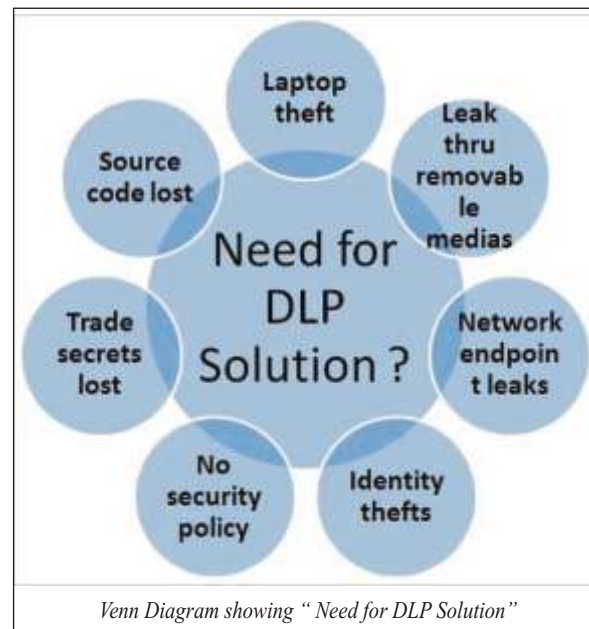 Laptop
theft
Leak
thru
removab
le
medias
Network
endpoin
t leaks
Identity
thefts
No
security
policy
Trade
secrets
lost
Source
code lost
Need for
DLP
Solution ?
Venn Diagram showing “ Need for DLP Solution”